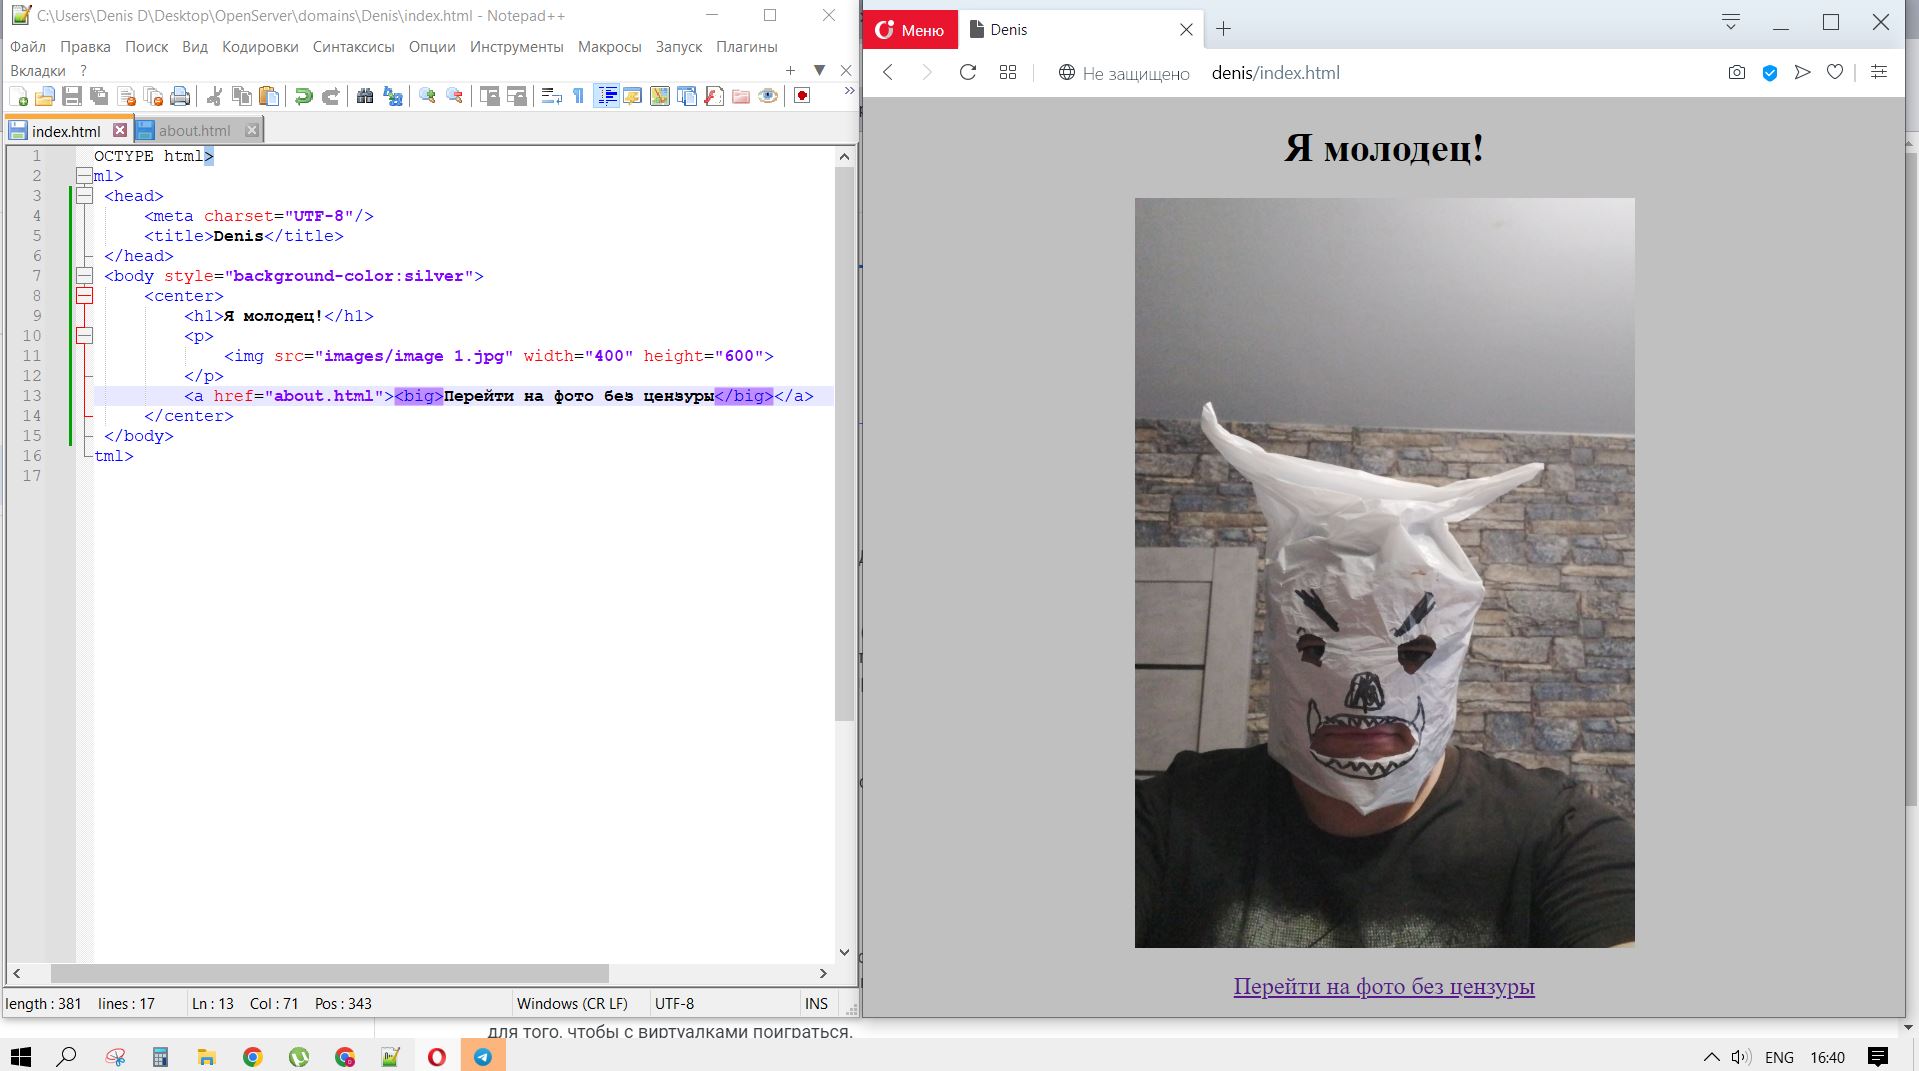 C:\Users\Denis D\Desktop\OpenServer\domains\Denis\index.html - Notepad++
Файл Правка Поиск Вид Кодировки Синтаксисы Опции Инструменты Макросы Запуск Плагины
Вкладки ?
index.html about.html
1 OCTYPE html>
2 ml>
3 <head>
4 <meta charset="UTF-8"/>
5 <title>Denis</title>
6 </head>
7 <body style="background-color:silver">
8 <center>
9 <h1>Я молодец!</h1>
10 <p>
11 <img src="images/image 1.jpg" width="400" height="600">
12 </p>
13 <a href="about.html"><big>Перейти на фото без цензуры</big></a>
14 </center>
15 </body>
16 tml>
17
length : 381 lines : 17 Ln : 13 Col : 71 Pos : 343 Windows (CR LF) UTF-8 INS
Меню Denis
Не защищено denis/index.html
Я молодец!
Перейти на фото без цензуры
для того, чтобы с виртуалками поиграться.
ENG 16:40